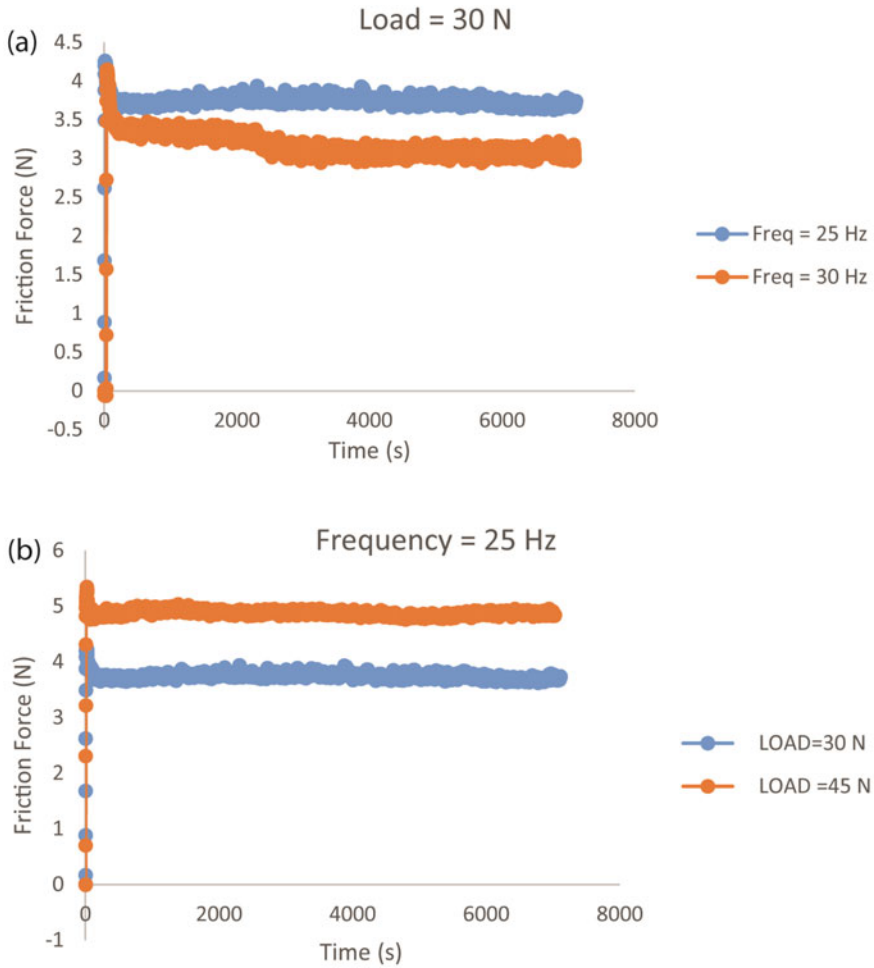 (a)
Load = 30 N
4.5
4
3.5
3
2.5
2
1.5
1
0.5
0
-0.5
Friction Force (N)
0 2000 4000 6000 8000
Time (s)
Freq = 25 Hz
Freq = 30 Hz
(b)
Frequency = 25 Hz
6
5
4
3
2
1
0
-1
Friction Force (N)
0 2000 4000 6000 8000
Time (s)
LOAD=30 N
LOAD =45 N